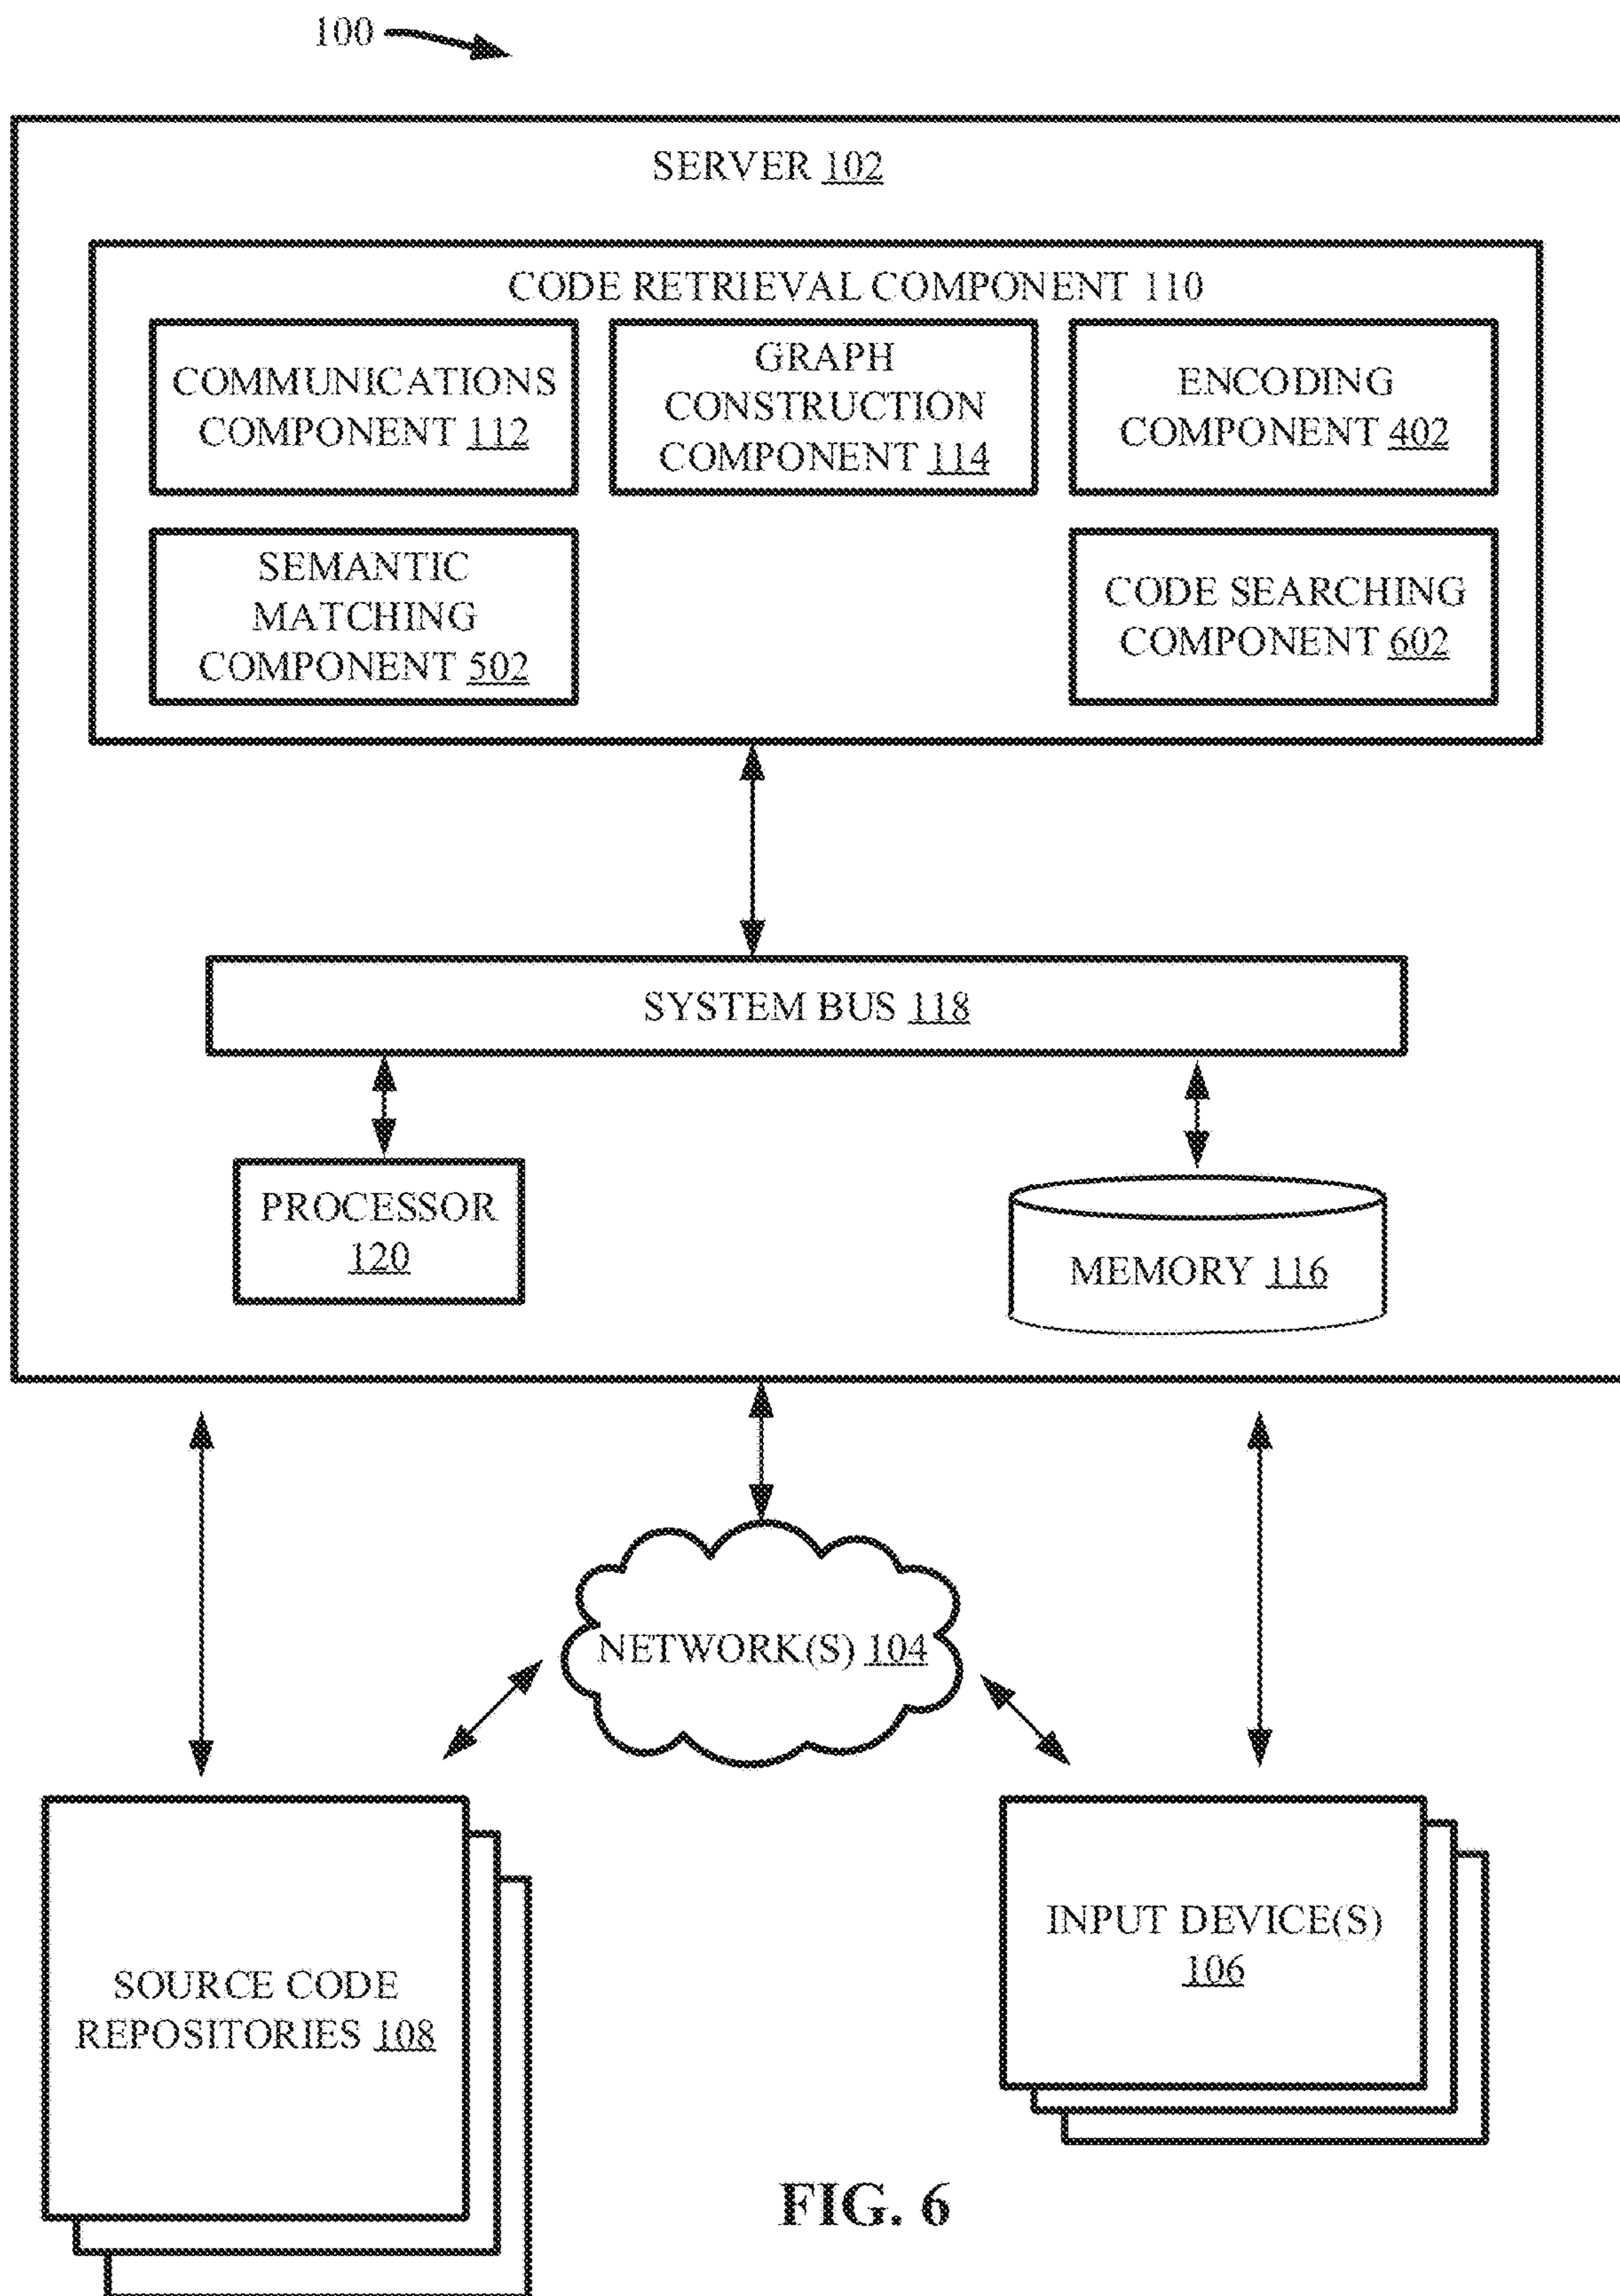 100
SERVER 102
CODE RETRIEVAL COMPONENT 110
COMMUNICATIONS
COMPONENT 112
GRAPH
CONSTRUCTION
COMPONENT 114
ENCODING
COMPONENT 402
SEMANTIC
MATCHING
COMPONENT 502
CODE SEARCHING
COMPONENT 602
SYSTEM BUS 118
PROCESSOR
120
MEMORY 116
NETWORK(S) 104
SOURCE CODE
REPOSITORIES 108
INPUT DEVICE(S)
106
FIG. 6